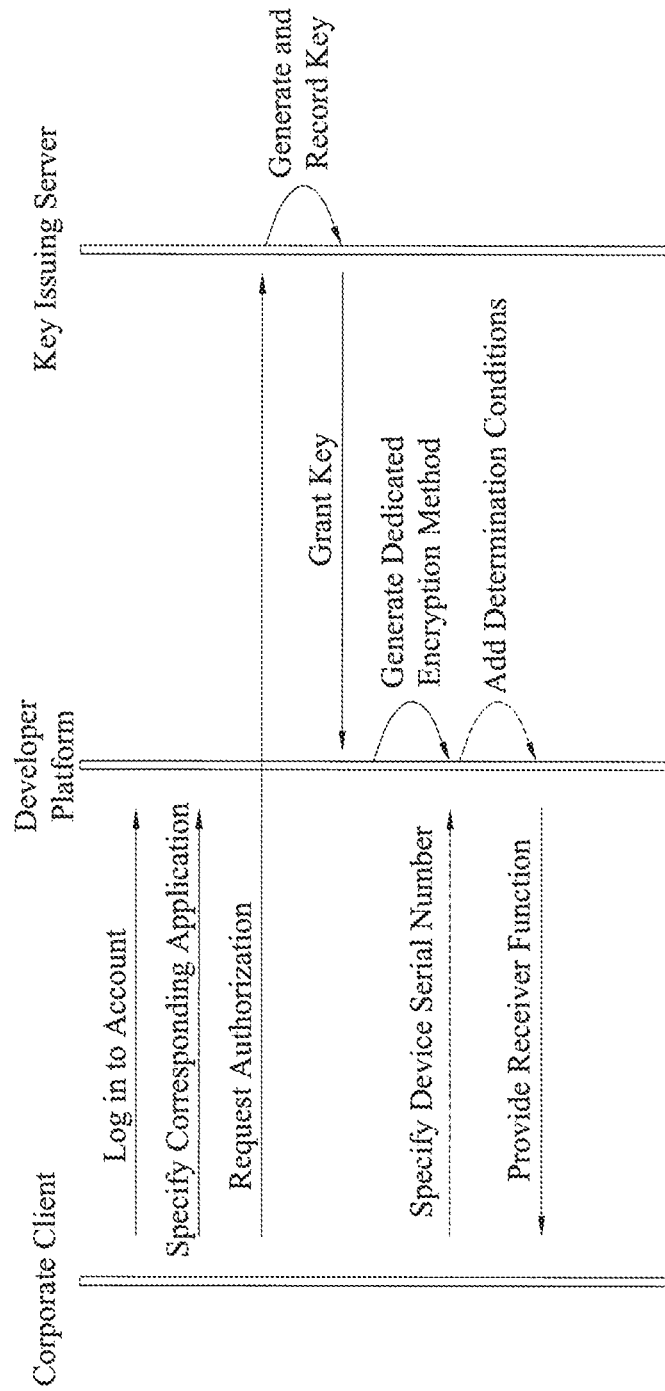 Corporate Client
Developer
Platform
Key Issuing Server
Log in to Account
Specify Corresponding Application
Request Authorization
Generate and
Record Key
Grant Key
Generate Dedicated
Encryption Method
Specify Device Serial Number
Add Determination Conditions
Provide Receiver Function